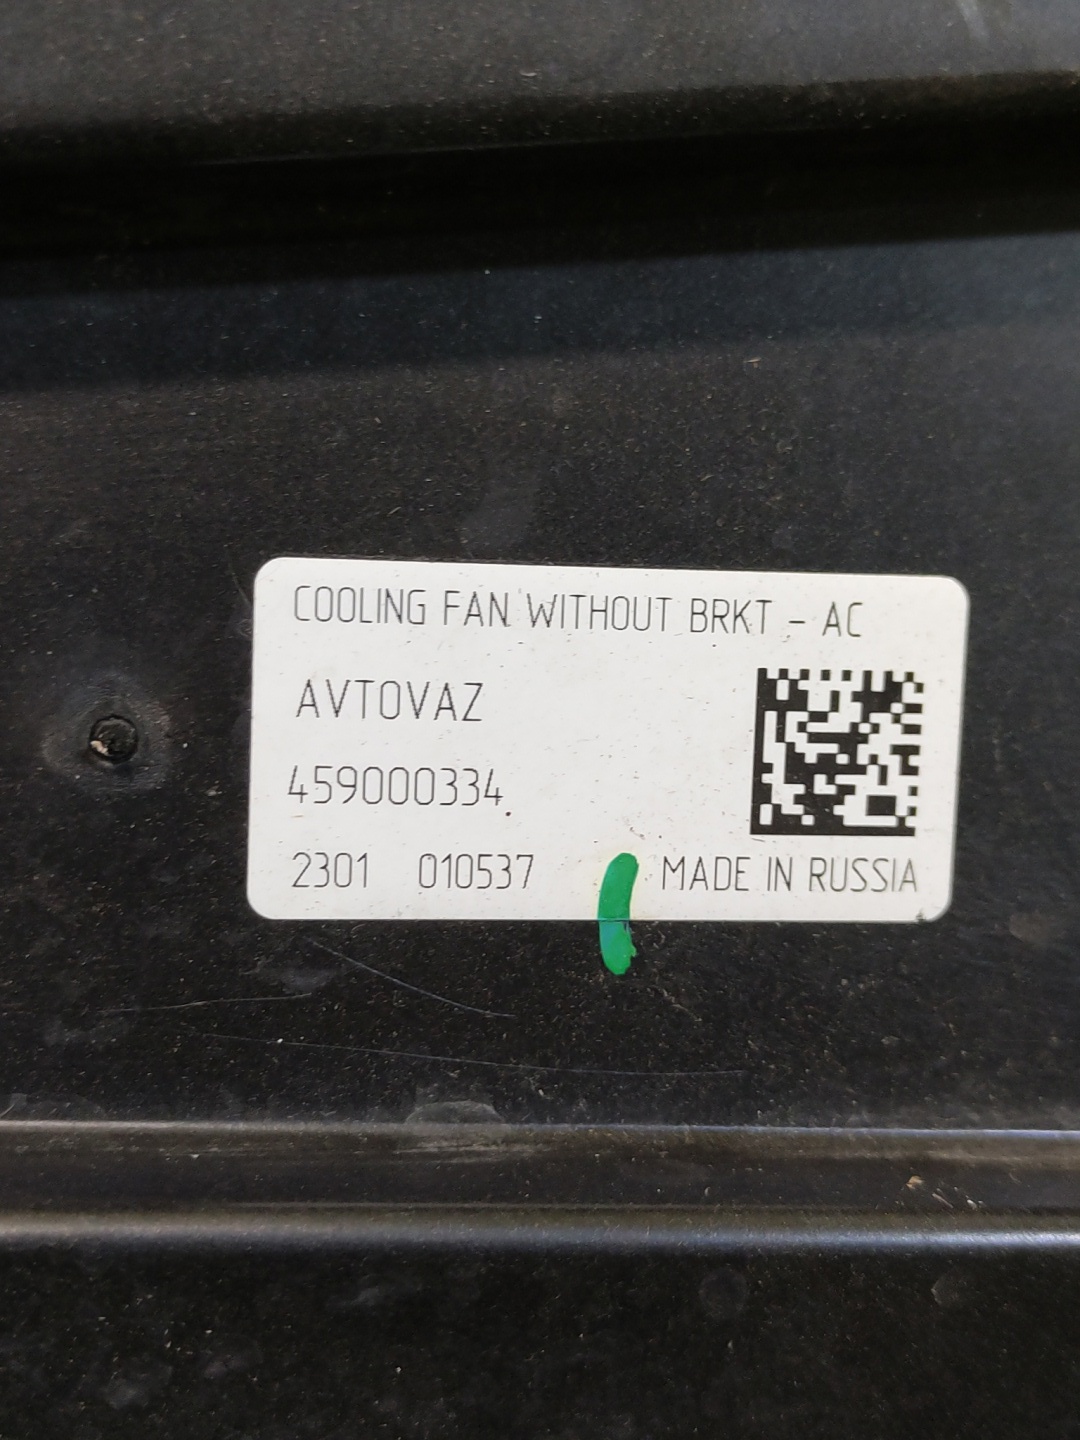 COOLING FAN WITHOUT BRKT - AC
AVTOVAZ
459000334
2301 010537 MADE IN RUSSIA